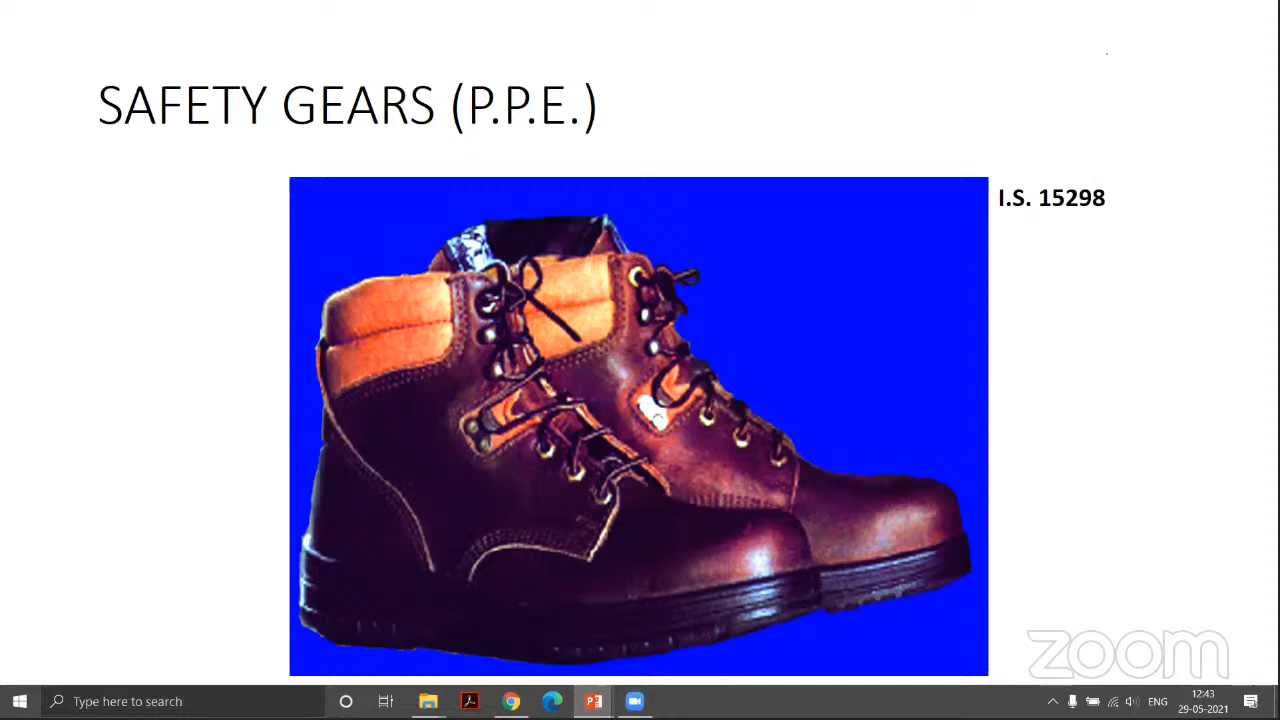 SAFETY GEARS (P.P.E.)
I.S. 15298
zoom
Type here to search
ENG
12:43
29-05-2021